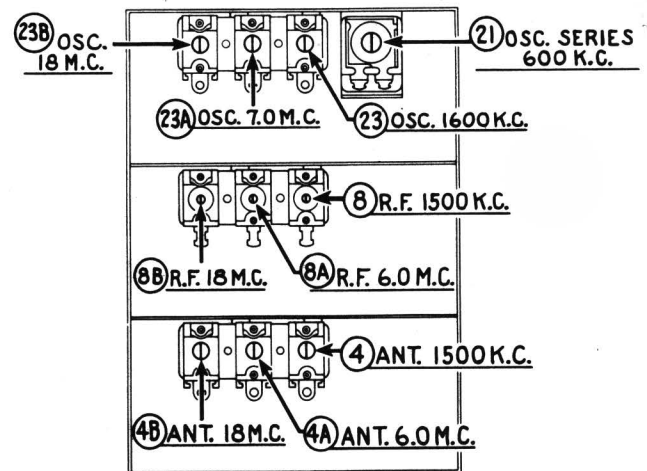 23B OSC.
18 M.C.
21 OSC. SERIES
600 K.C.
23A OSC. 7.0 M.C.
23 OSC. 1600 K.C.
8 R.F. 1500 K.C.
8B R.F. 18 M.C.
8A R.F. 6.0 M.C.
4 ANT. 1500 K.C.
4B ANT. 18 M.C.
4A ANT. 6.0 M.C.